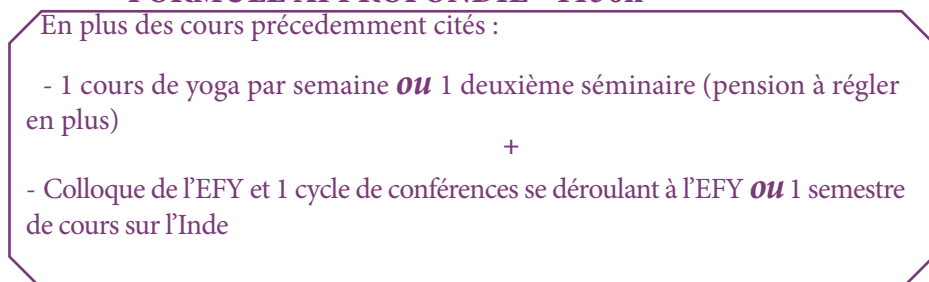 En plus des cours précedemment cités :
- 1 cours de yoga par semaine ou 1 deuxième séminaire (pension à régler
en plus)
+
- Colloque de l'EFY et 1 cycle de conférences se déroulant à l'EFY ou 1 semestre
de cours sur l'Inde